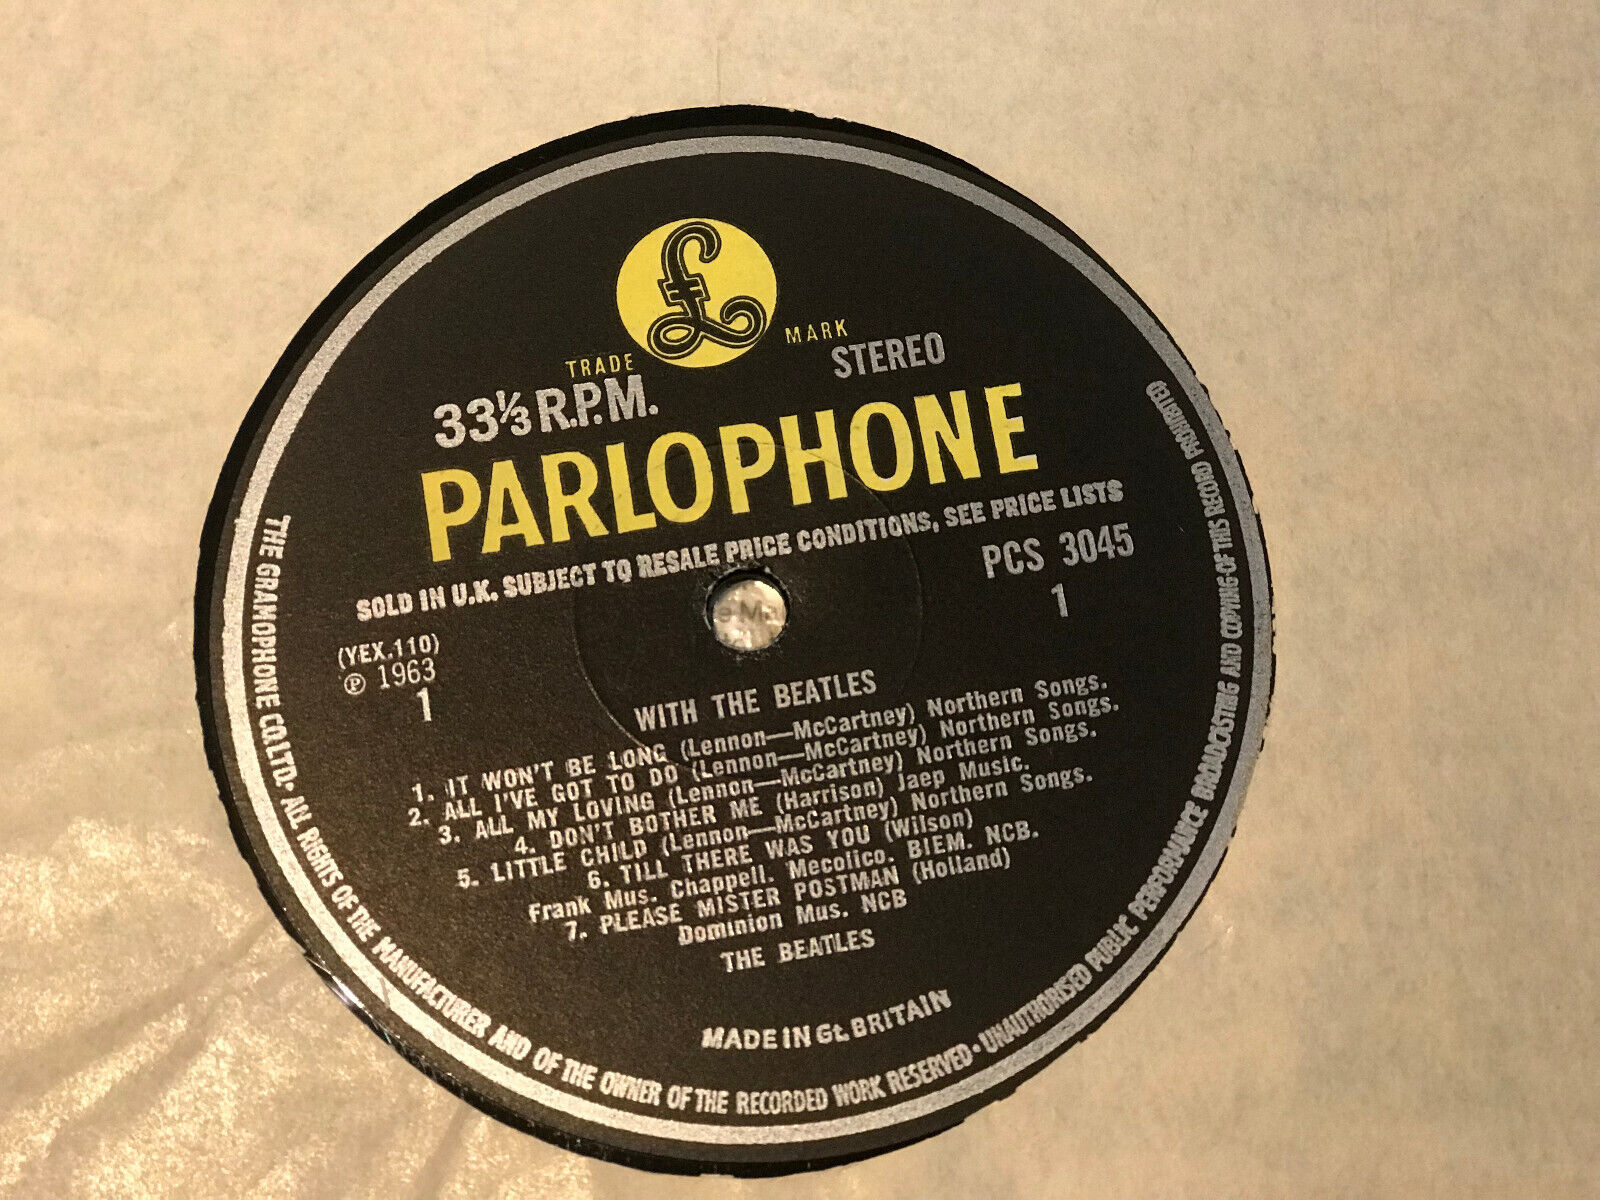 £
TRADE MARK
33⅓ R.P.M. STEREO
PARLOPHONE
SOLD IN U.K. SUBJECT TO RESALE PRICE CONDITIONS, SEE PRICE LISTS
PCS 3045
1
(YEX.110)
℗ 1963
1
WITH THE BEATLES
1. IT WON'T BE LONG (Lennon—McCartney) Northern Songs.
2. ALL I'VE GOT TO DO (Lennon—McCartney) Northern Songs.
3. ALL MY LOVING (Lennon—McCartney) Northern Songs.
4. DON'T BOTHER ME (Harrison) Jaep Music.
5. LITTLE CHILD (Lennon—McCartney) Northern Songs.
6. TILL THERE WAS YOU (Wilson)
Frank Mus. Chappell. Mecolico. BIEM. NCB.
7. PLEASE MISTER POSTMAN (Holland)
Dominion Mus. NCB
THE BEATLES
MADE IN Gt. BRITAIN
THE GRAMOPHONE CO. LTD. ALL RIGHTS OF THE MANUFACTURER AND OF THE OWNER OF THE RECORDED WORK RESERVED · UNAUTHORISED PUBLIC PERFORMANCE BROADCASTING AND COPYING OF THIS RECORD PROHIBITED